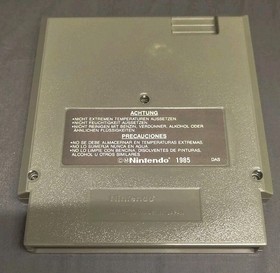 ACHTUNG
•NICHT EXTREMEN TEMPERATUREN AUSSETZEN.
•NICHT FEUCHTIGKEIT AUSSETZEN.
•NICHT REINIGEN MIT BENZIN, VERDÜNNER, ALKOHOL ODER
ÄHNLICHEN FLÜSSIGKEITEN.
PRECAUCIONES
•NO SE DEBE ALMACENAR EN TEMPERATURAS EXTREMAS.
•NO LO SUMERJA NUNCA EN AGUA.
•NO LO LIMPIE CON BENCINA, DISOLVENTES DE PINTURAS,
ALCOHOL U OTROS SIMILARES.
Nintendo 1985
Nintendo